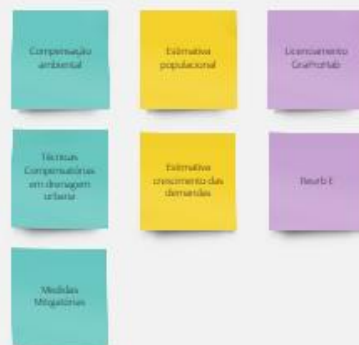 Compensação
ambiental
Estimativa
populacional
Licenciamento
GraProHab
Técnicas
Compensatórias
em drenagem
urbana
Estimativa
crescimento das
demandas
Reurb E
Medidas
Mitigatórias